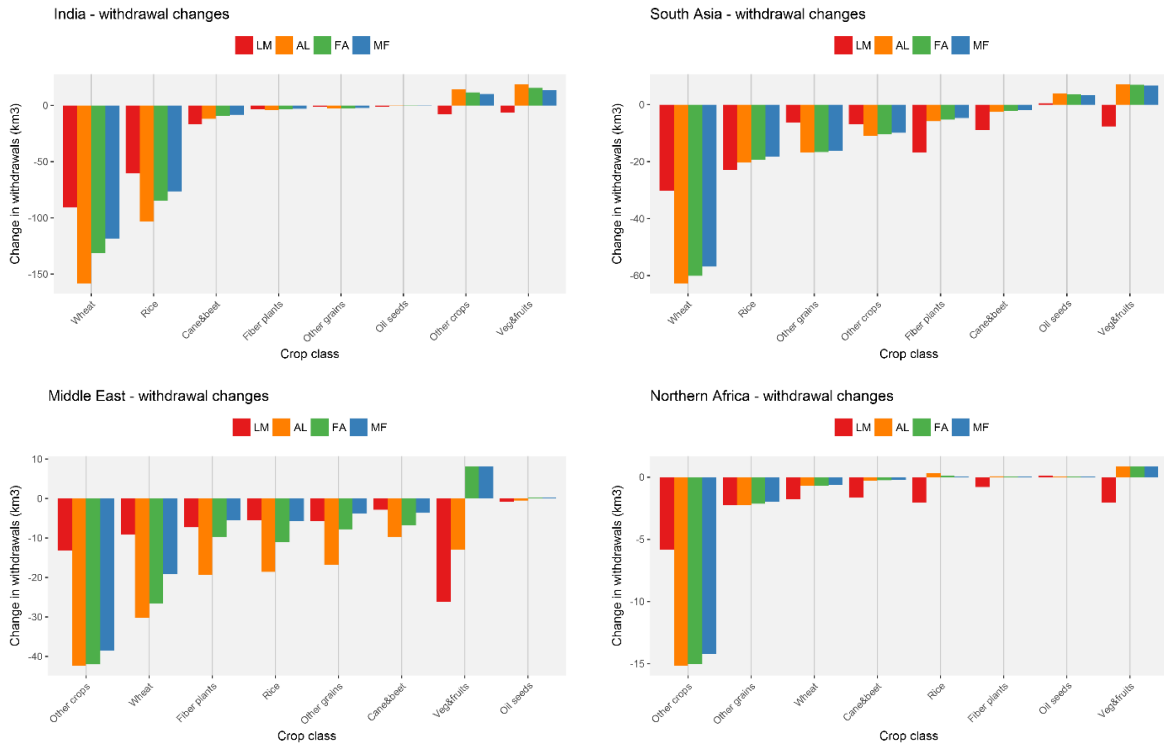 India - withdrawal changes
LM AL FA MF
Change in withdrawals (km3)
0
-50
-100
-150
Wheat
Rice
Cane&beet
Fiber plants
Other grains
Oil seeds
Other crops
Veg&fruits
Crop class
South Asia - withdrawal changes
LM AL FA MF
Change in withdrawals (km3)
0
-20
-40
-60
Wheat
Rice
Other grains
Other crops
Fiber plants
Cane&beet
Oil seeds
Veg&fruits
Crop class
Middle East - withdrawal changes
LM AL FA MF
Change in withdrawals (km3)
10
0
-10
-20
-30
-40
Other crops
Wheat
Fiber plants
Rice
Other grains
Cane&beet
Veg&fruits
Oil seeds
Crop class
Northern Africa - withdrawal changes
LM AL FA MF
Change in withdrawals (km3)
0
-5
-10
-15
Other crops
Other grains
Wheat
Cane&beet
Rice
Fiber plants
Oil seeds
Veg&fruits
Crop class